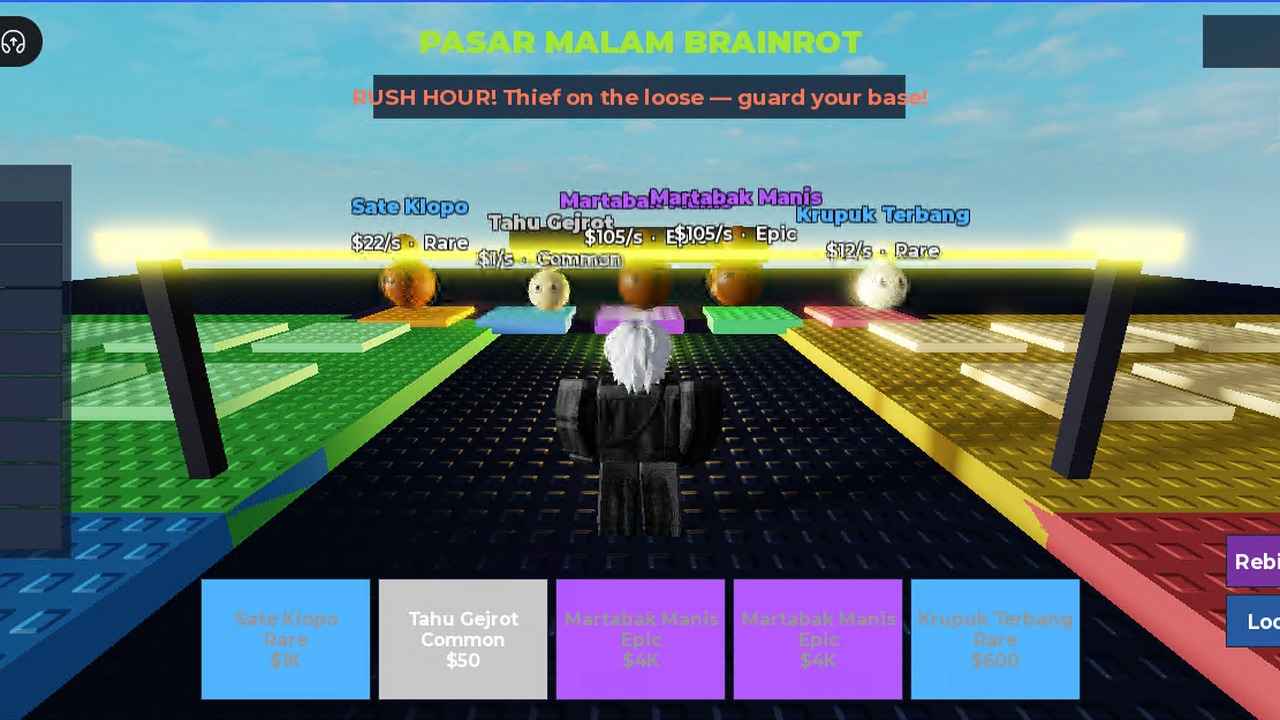 PASAR MALAM BRAINROT
RUSH HOUR! Thief on the loose — guard your base!
Sate Klopo
$22/s · Rare
Tahu Gejrot
$1/s · Common
Martabak Manis
$105/s · Epic
Krupuk Terbang
$12/s · Rare
Sate Klopo
Rare
$1K
Tahu Gejrot
Common
$50
Martabak Manis
Epic
$4K
Martabak Manis
Epic
$4K
Krupuk Terbang
Rare
$600